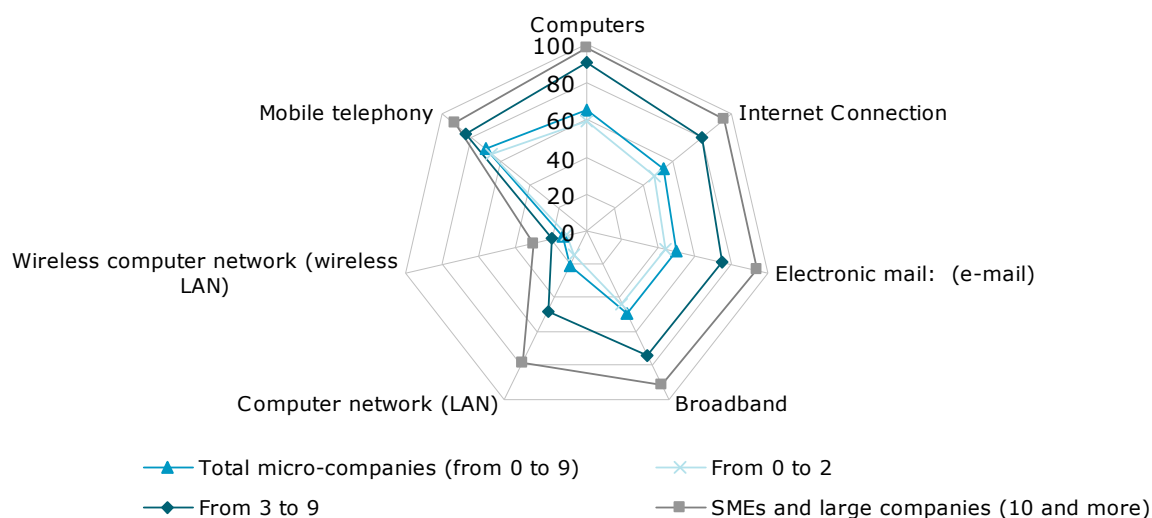 Computers
100
80
60
40
20
0
Mobile telephony
Internet Connection
Wireless computer network (wireless
LAN)
Electronic mail:  (e-mail)
Computer network (LAN)
Broadband
Total micro-companies (from 0 to 9)
From 0 to 2
From 3 to 9
SMEs and large companies (10 and more)